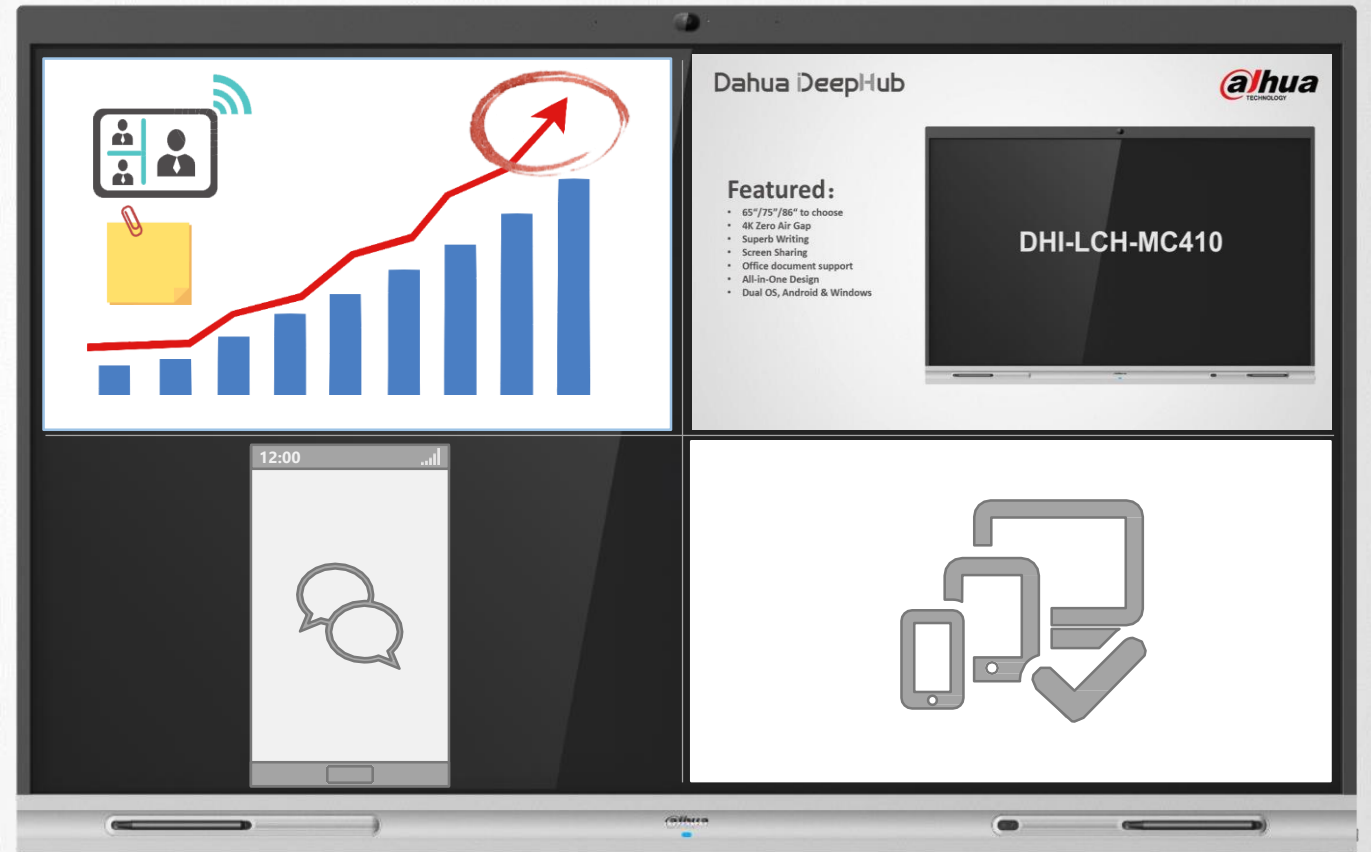 Dahua DeepHub
alhua
TECHNOLOGY
Featured：
• 65"/75"/86" to choose
• 4K Zero Air Gap
• Superb Writing
• Screen Sharing
• Office document support
• All-in-One Design
• Dual OS, Android & Windows
DHI-LCH-MC410
12:00
alhua